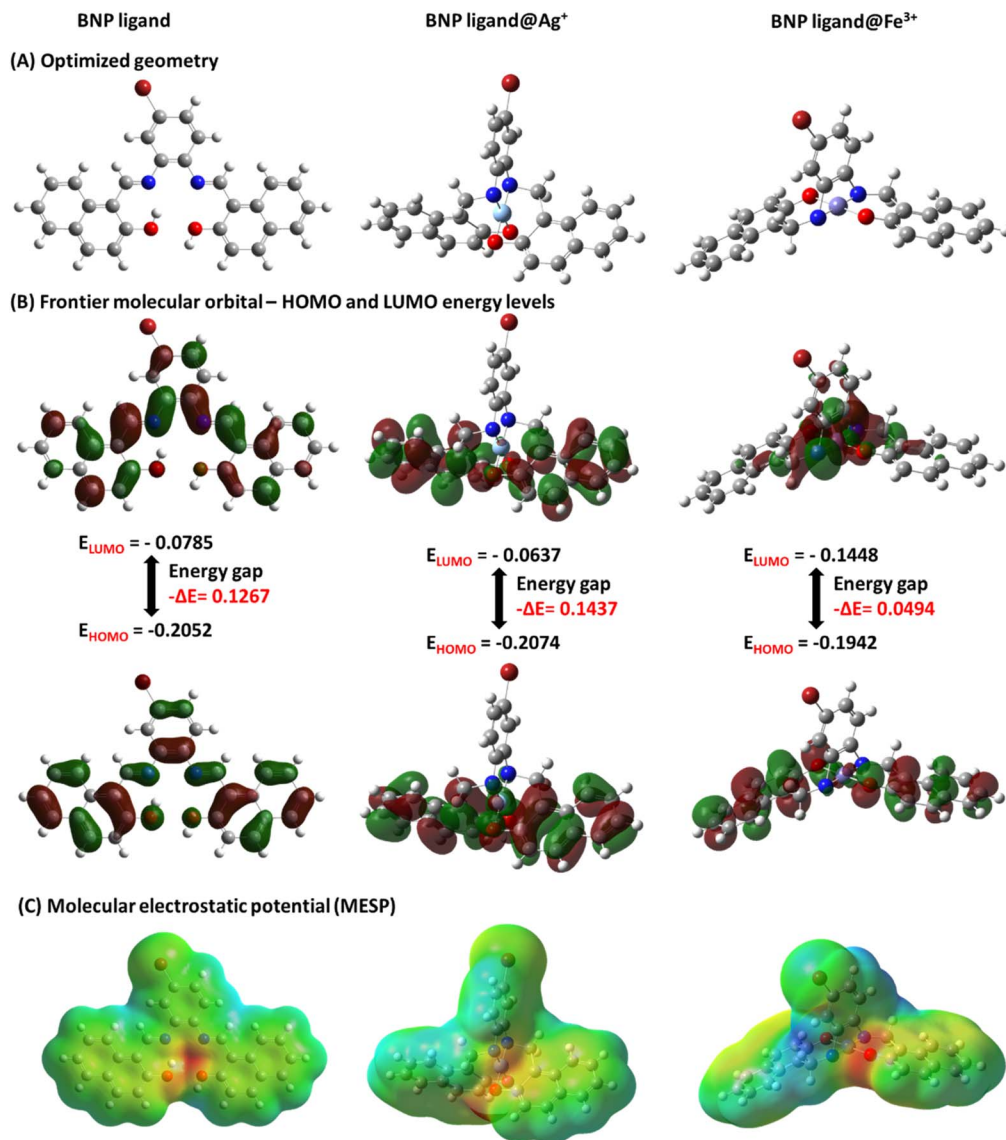 BNP ligand
BNP ligand@Ag⁺
BNP ligand@Fe³⁺
(A) Optimized geometry
(B) Frontier molecular orbital – HOMO and LUMO energy levels
E_LUMO = - 0.0785
Energy gap
-ΔE= 0.1267
E_HOMO = -0.2052
E_LUMO = - 0.0637
Energy gap
-ΔE= 0.1437
E_HOMO = -0.2074
E_LUMO = - 0.1448
Energy gap
-ΔE= 0.0494
E_HOMO = -0.1942
(C) Molecular electrostatic potential (MESP)